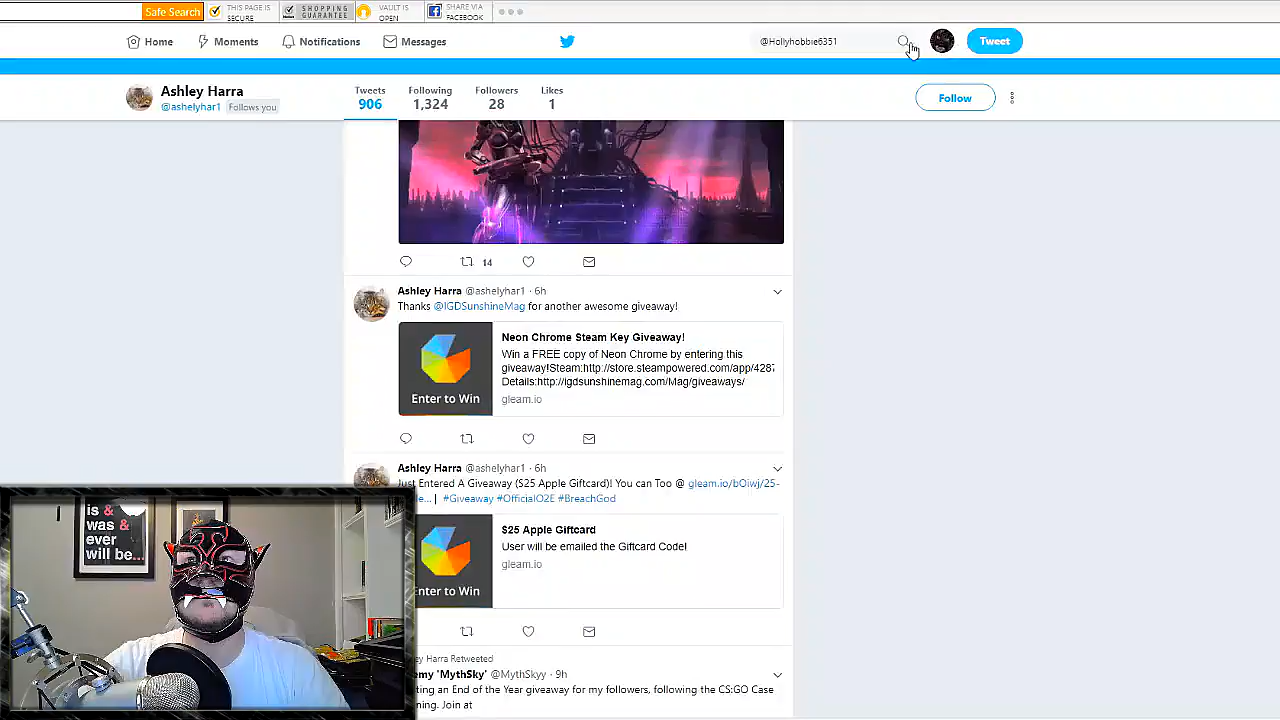 Safe Search
THIS PAGE IS
SECURE
SHOPPING
GUARANTEE
VAULT IS
OPEN
SHARE VIA
FACEBOOK
Home
Moments
Notifications
Messages
@Hollyhobbie6351
Tweet
Ashley Harra
@ashelyhar1 Follows you
Tweets
906
Following
1,324
Followers
28
Likes
1
Follow
14
Ashley Harra @ashelyhar1 · 6h
Thanks @IGDSunshineMag for another awesome giveaway!
Enter to Win
Neon Chrome Steam Key Giveaway!
Win a FREE copy of Neon Chrome by entering this
giveaway!Steam:http://store.steampowered.com/app/428
Details:http://igdsunshinemag.com/Mag/giveaways/
gleam.io
Ashley Harra @ashelyhar1 · 6h
Just Entered A Giveaway ($25 Apple Giftcard)! You can Too @ gleam.io/bOiwj/25-
... | #Giveaway #OfficialO2E #BreachGod
Enter to Win
$25 Apple Giftcard
User will be emailed the Giftcard Code!
gleam.io
ey Harra Retweeted
emy 'MythSky' @MythSkyy · 9h
ting an End of the Year giveaway for my followers, following the CS:GO Case
ning. Join at
is &
was &
ever
will be...